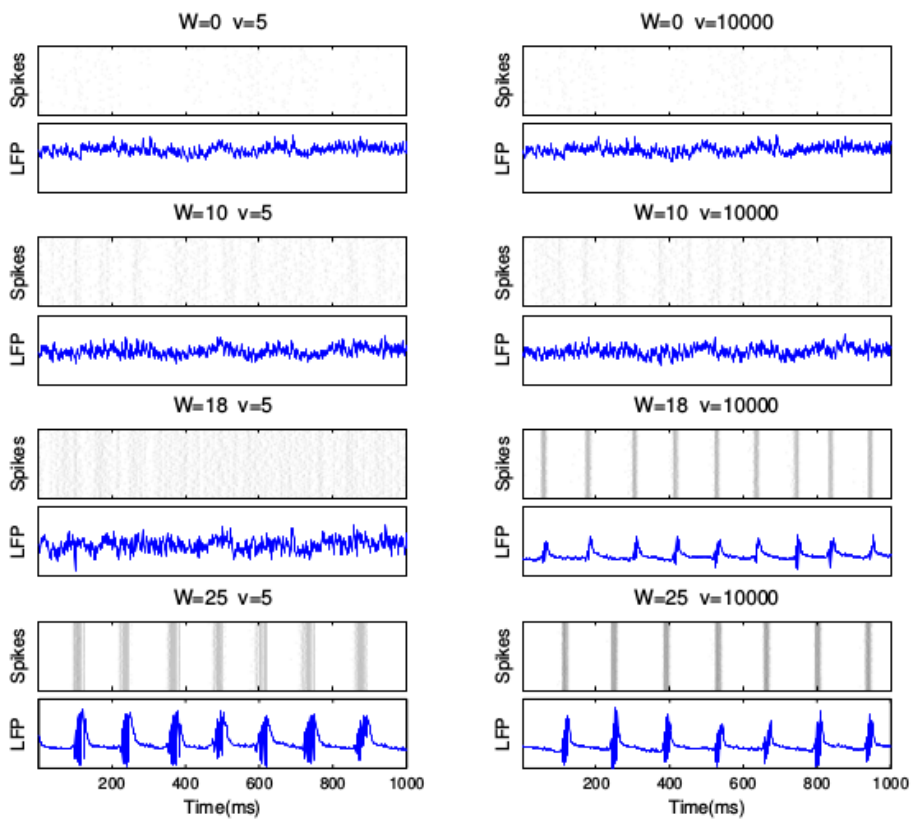 W=0 v=5
W=0 v=10000
Spikes
Spikes
LFP
LFP
W=10 v=5
W=10 v=10000
Spikes
Spikes
LFP
LFP
W=18 v=5
W=18 v=10000
Spikes
Spikes
LFP
LFP
W=25 v=5
W=25 v=10000
Spikes
Spikes
LFP
LFP
200 400 600 800 1000
200 400 600 800 1000
Time(ms)
Time(ms)